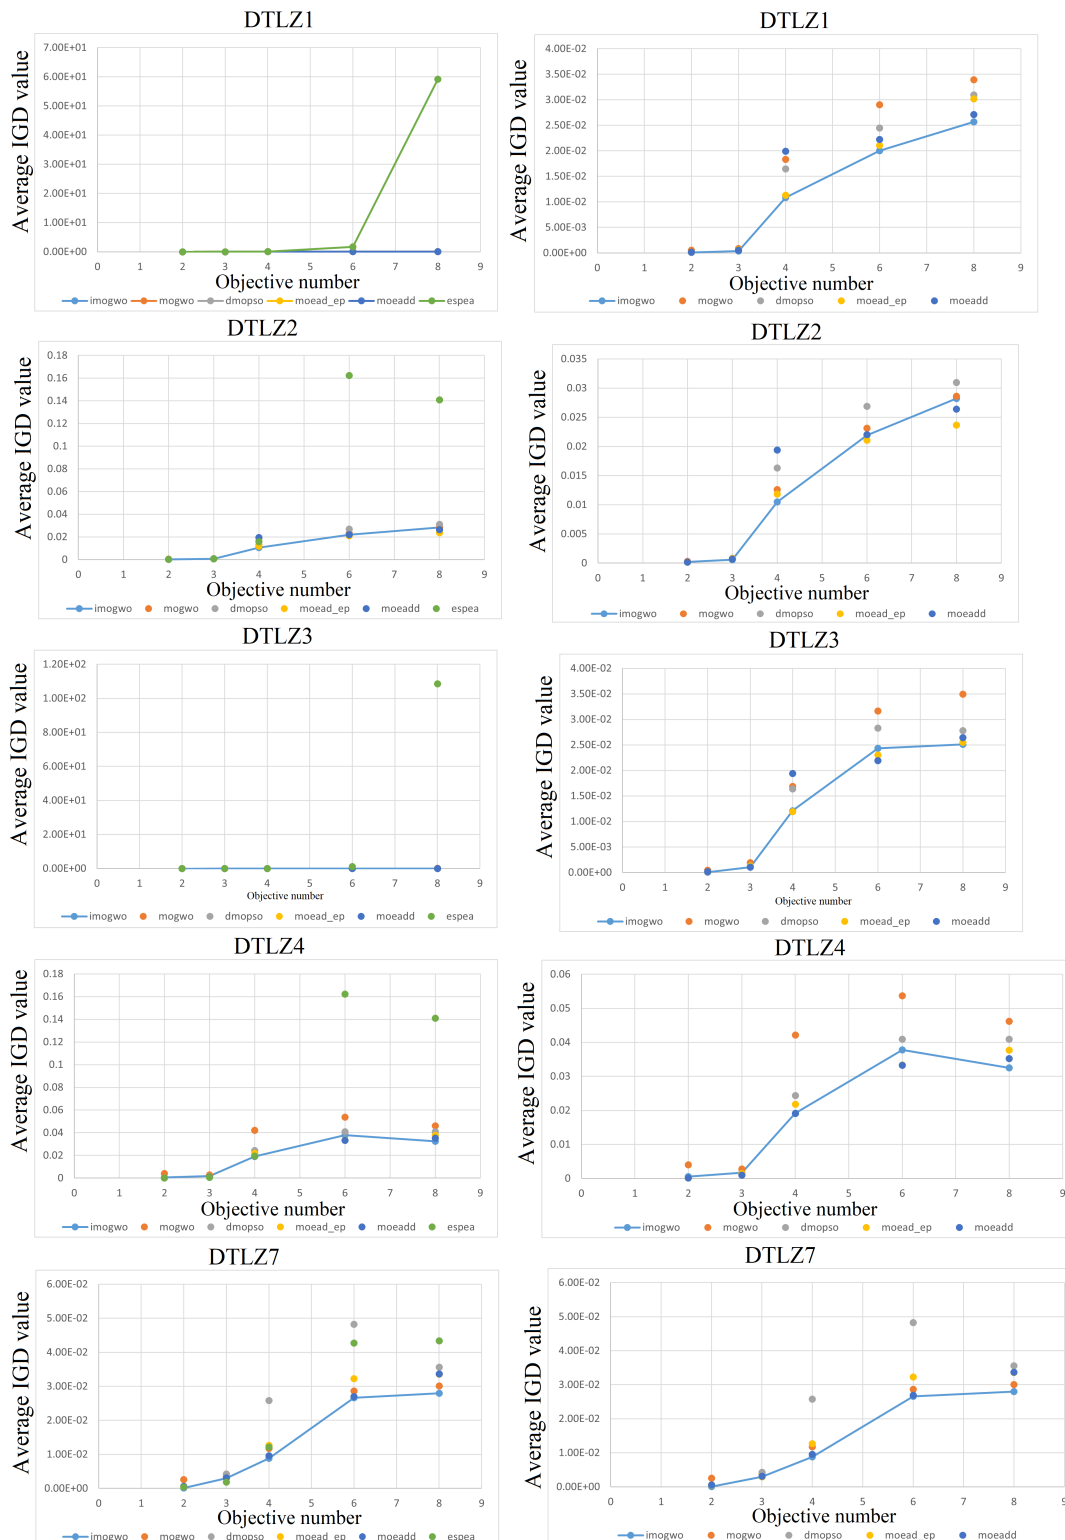 DTLZ1
Average IGD value
7.00E+01
6.00E+01
5.00E+01
4.00E+01
3.00E+01
2.00E+01
1.00E+01
0.00E+00
0 1 2 3 4 5 6 7 8 9
Objective number
imogwo mogwo dmopso moead_ep moeadd espea
DTLZ1
Average IGD value
4.00E-02
3.50E-02
3.00E-02
2.50E-02
2.00E-02
1.50E-02
1.00E-02
5.00E-03
0.00E+00
0 1 2 3 4 5 6 7 8 9
Objective number
imogwo mogwo dmopso moead_ep moeadd
DTLZ2
Average IGD value
0.18
0.16
0.14
0.12
0.1
0.08
0.06
0.04
0.02
0
0 1 2 3 4 5 6 7 8 9
Objective number
imogwo mogwo dmopso moead_ep moeadd espea
DTLZ2
Average IGD value
0.035
0.03
0.025
0.02
0.015
0.01
0.005
0
0 1 2 3 4 5 6 7 8 9
Objective number
imogwo mogwo dmopso moead_ep moeadd
DTLZ3
Average IGD value
1.20E+02
1.00E+02
8.00E+01
6.00E+01
4.00E+01
2.00E+01
0.00E+00
0 1 2 3 4 5 6 7 8 9
Objective number
imogwo mogwo dmopso moead_ep moeadd espea
DTLZ3
Average IGD value
4.00E-02
3.50E-02
3.00E-02
2.50E-02
2.00E-02
1.50E-02
1.00E-02
5.00E-03
0.00E+00
0 1 2 3 4 5 6 7 8 9
Objective number
imogwo mogwo dmopso moead_ep moeadd
DTLZ4
Average IGD value
0.18
0.16
0.14
0.12
0.1
0.08
0.06
0.04
0.02
0
0 1 2 3 4 5 6 7 8 9
Objective number
imogwo mogwo dmopso moead_ep moeadd espea
DTLZ4
Average IGD value
0.06
0.05
0.04
0.03
0.02
0.01
0
0 1 2 3 4 5 6 7 8 9
Objective number
imogwo mogwo dmopso moead_ep moeadd
DTLZ7
Average IGD value
6.00E-02
5.00E-02
4.00E-02
3.00E-02
2.00E-02
1.00E-02
0.00E+00
0 1 2 3 4 5 6 7 8 9
Objective number
imogwo mogwo dmopso moead_ep moeadd espea
DTLZ7
Average IGD value
6.00E-02
5.00E-02
4.00E-02
3.00E-02
2.00E-02
1.00E-02
0.00E+00
0 1 2 3 4 5 6 7 8 9
Objective number
imogwo mogwo dmopso moead_ep moeadd